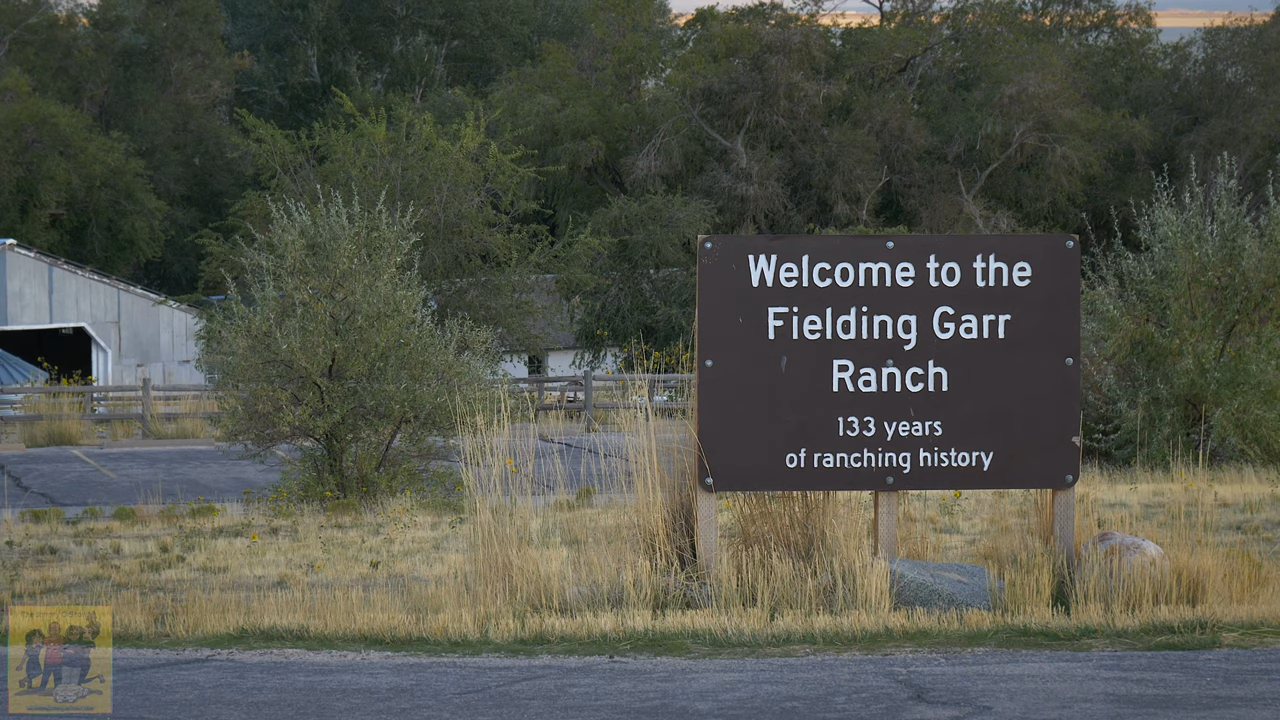 Welcome to the
Fielding Garr
Ranch
133 years
of ranching history